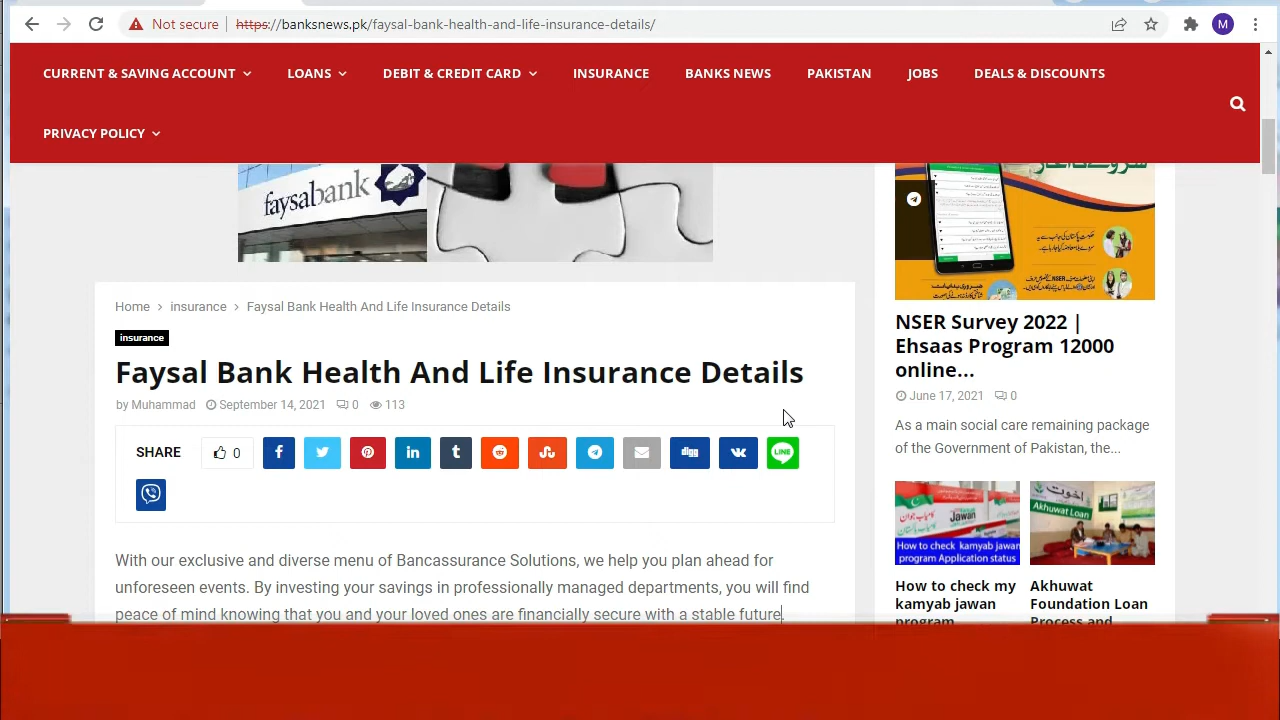 Not secure
https://banksnews.pk/faysal-bank-health-and-life-insurance-details/
M
CURRENT & SAVING ACCOUNT
LOANS
DEBIT & CREDIT CARD
INSURANCE
BANKS NEWS
PAKISTAN
JOBS
DEALS & DISCOUNTS
PRIVACY POLICY
faysalbank
Home > insurance > Faysal Bank Health And Life Insurance Details
insurance
Faysal Bank Health And Life Insurance Details
by Muhammad September 14, 2021 0 113
SHARE 0
digg
LINE
With our exclusive and diverse menu of Bancassurance Solutions, we help you plan ahead for
unforeseen events. By investing your savings in professionally managed departments, you will find
peace of mind knowing that you and your loved ones are financially secure with a stable future.
NSER Survey 2022 |
Ehsaas Program 12000
online...
June 17, 2021 0
As a main social care remaining package
of the Government of Pakistan, the...
Jawan
How to check kamyab jawan
program Application status
How to check my
kamyab jawan
program
اخوت
Akhuwat Loan
Akhuwat
Foundation Loan
Process and